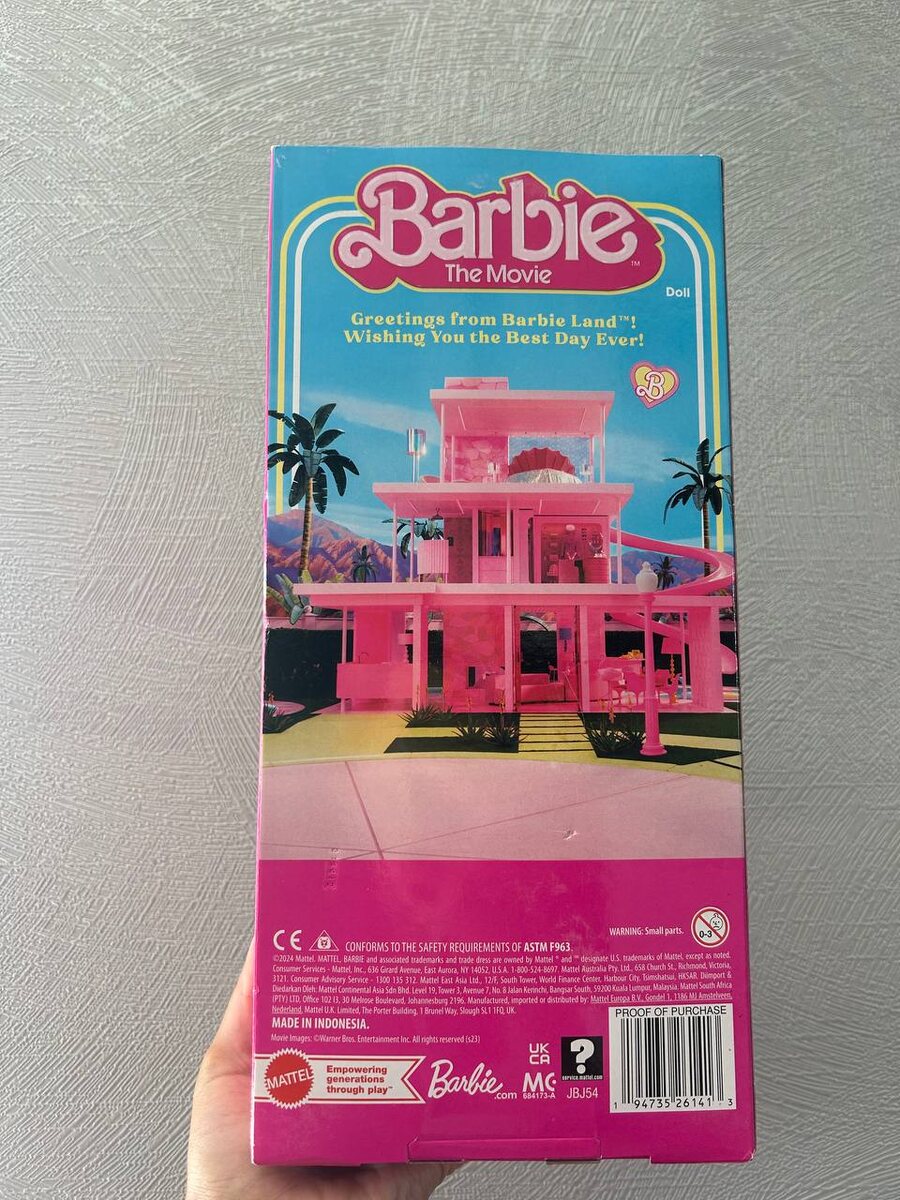 Barbie™
The Movie
Doll
Greetings from Barbie Land™!
Wishing You the Best Day Ever!
B
WARNING: Small parts.
0-3
CE
CONFORMS TO THE SAFETY REQUIREMENTS OF ASTM F963.
©2024 Mattel. MATTEL, BARBIE and associated trademarks and trade dress are owned by Mattel ® and ™ designate U.S. trademarks of Mattel, except as noted.
Consumer Services - Mattel, Inc., 636 Girard Avenue, East Aurora, NY 14052, U.S.A. 1-800-524-8697. Mattel Australia Pty. Ltd., 658 Church St., Richmond, Victoria,
3121. Consumer Advisory Service - 1300 135 312. Mattel East Asia Ltd., 12/F, South Tower, World Finance Center, Harbour City, Tsimshatsui, HKSAR. Diimport &
Diedarkan Oleh: Mattel Continental Asia Sdn Bhd. Level 19, Tower 3, Avenue 7, No. 8 Jalan Kerinchi, Bangsar South, 59200 Kuala Lumpur, Malaysia. Mattel South Africa
(PTY) LTD, Office 102 I3, 30 Melrose Boulevard, Johannesburg 2196. Manufactured, imported or distributed by: Mattel Europa B.V., Gondel 1, 1186 MJ Amstelveen,
Nederland. Mattel U.K. Limited, The Porter Building, 1 Brunel Way, Slough SL1 1FQ, UK.
MADE IN INDONESIA.
Movie Images: ©Warner Bros. Entertainment Inc. All rights reserved (s23)
MATTEL
Empowering
generations
through play™
Barbie.com
UK
CA
MC
684173-A
?
service.mattel.com
JBJ54
PROOF OF PURCHASE
1 94735 26141 3